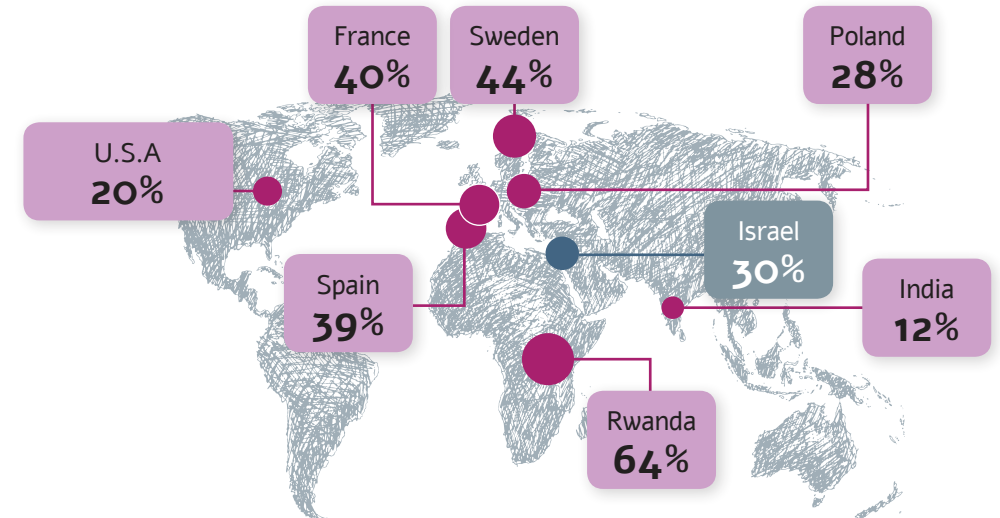 France
40%
Sweden
44%
Poland
28%
U.S.A
20%
Israel
30%
Spain
39%
India
12%
Rwanda
64%